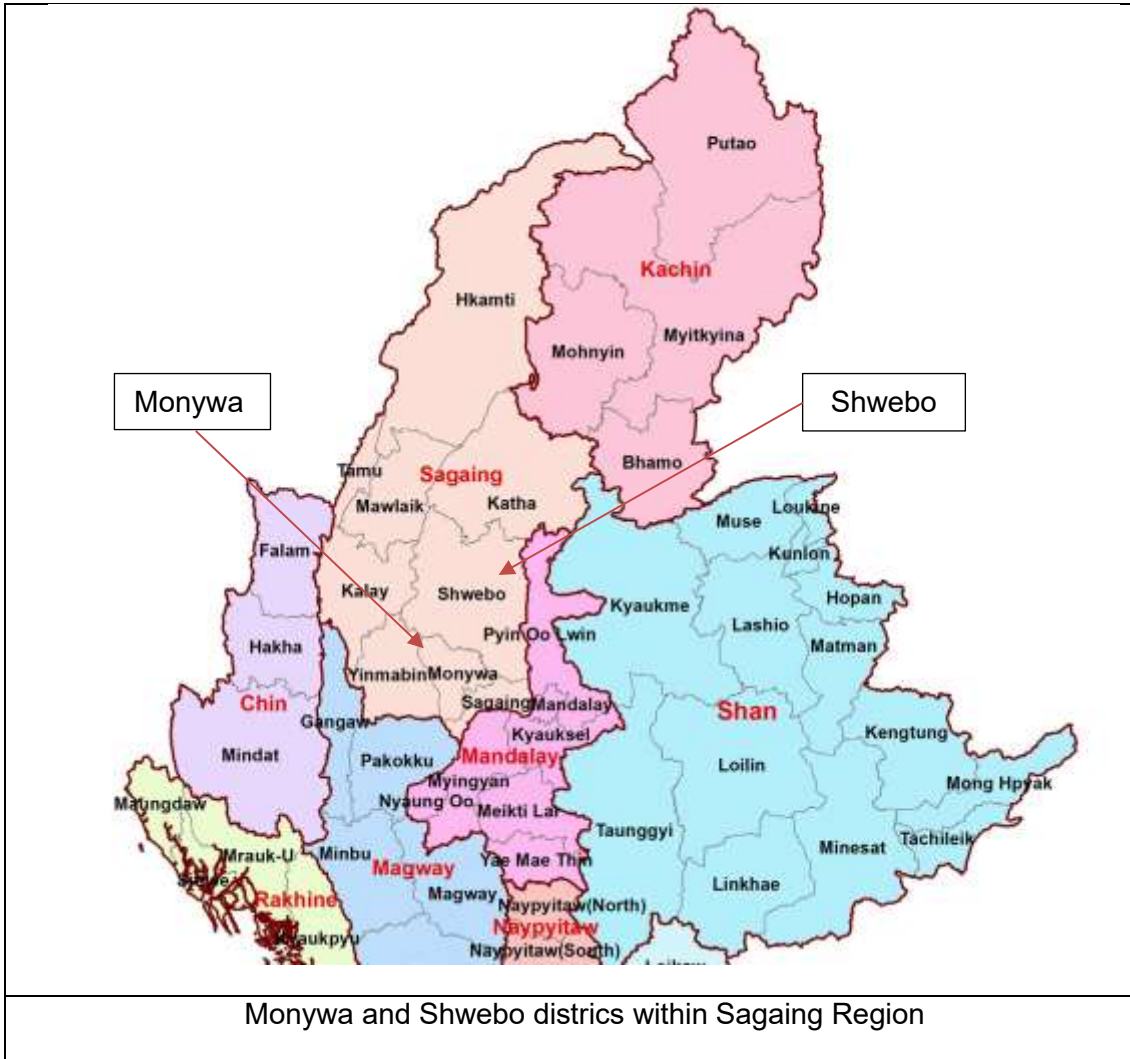 Putao
Kachin
Hkamti
Myitkyina
Mohnyin
Monywa
Shwebo
Bhamo
Tamu
Sagaing
Mawlaik
Katha
Loukine
Muse
Falam
Kunlon
Kalay
Shwebo
Hopan
Kyaukme
Lashio
Pyin Oo Lwin
Hakha
Matman
Yinmabin
Monywa
Sagaing
Mandalay
Chin
Shan
Gangaw
Kyauksel
Kengtung
Mindat
Pakokku
Mandalay
Loilin
Myingyan
Mong Hpyak
Nyaung Oo
Meikti Lar
Maungdaw
Taunggyi
Tachileik
Minesat
Mrauk-U
Minbu
Yae Mae Thin
Magway
Linkhae
Magway
Rakhine
Naypyitaw(North)
Naypyitaw
Naypyitaw(South)
Monywa and Shwebo districs within Sagaing Region